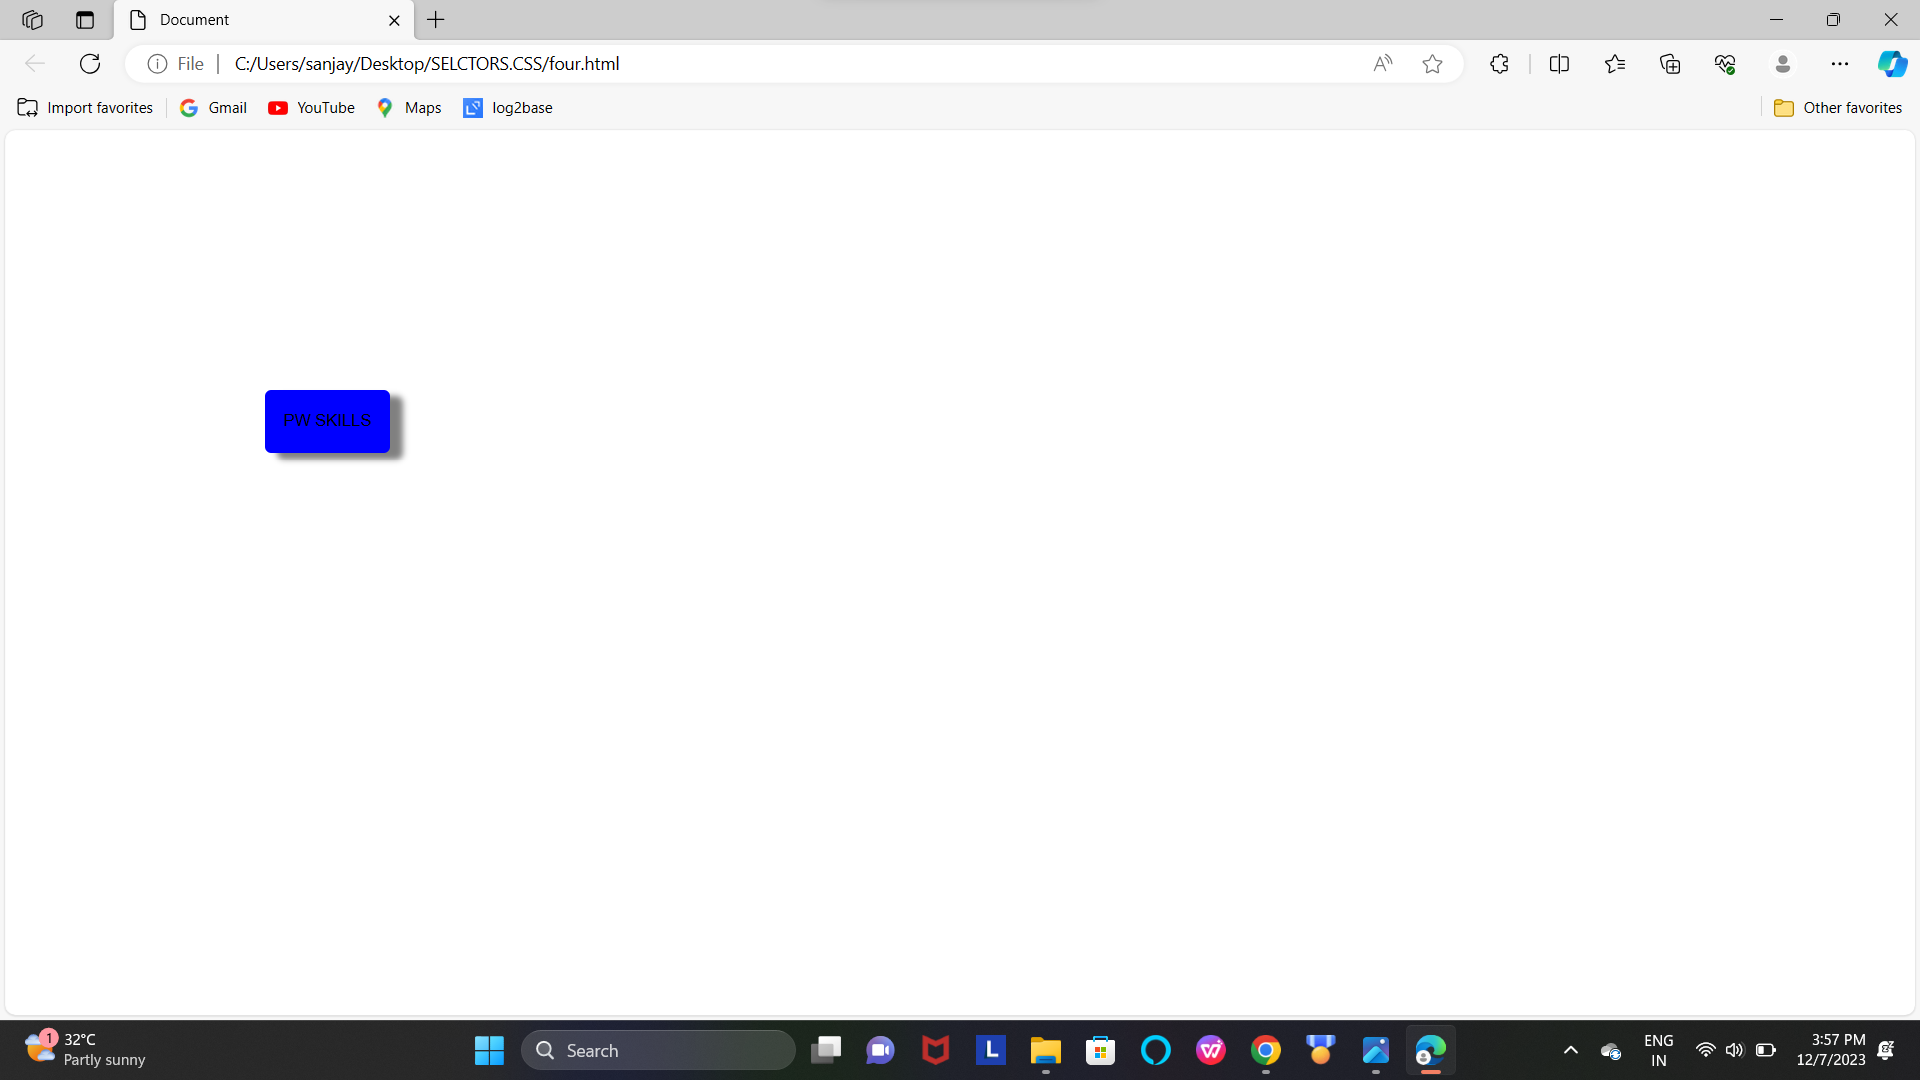 Document
File
C:/Users/sanjay/Desktop/SELCTORS.CSS/four.html
Import favorites
Gmail
YouTube
Maps
log2base
Other favorites
PW SKILLS
1
32°C
Partly sunny
Search
L
ENG
IN
3:57 PM
12/7/2023